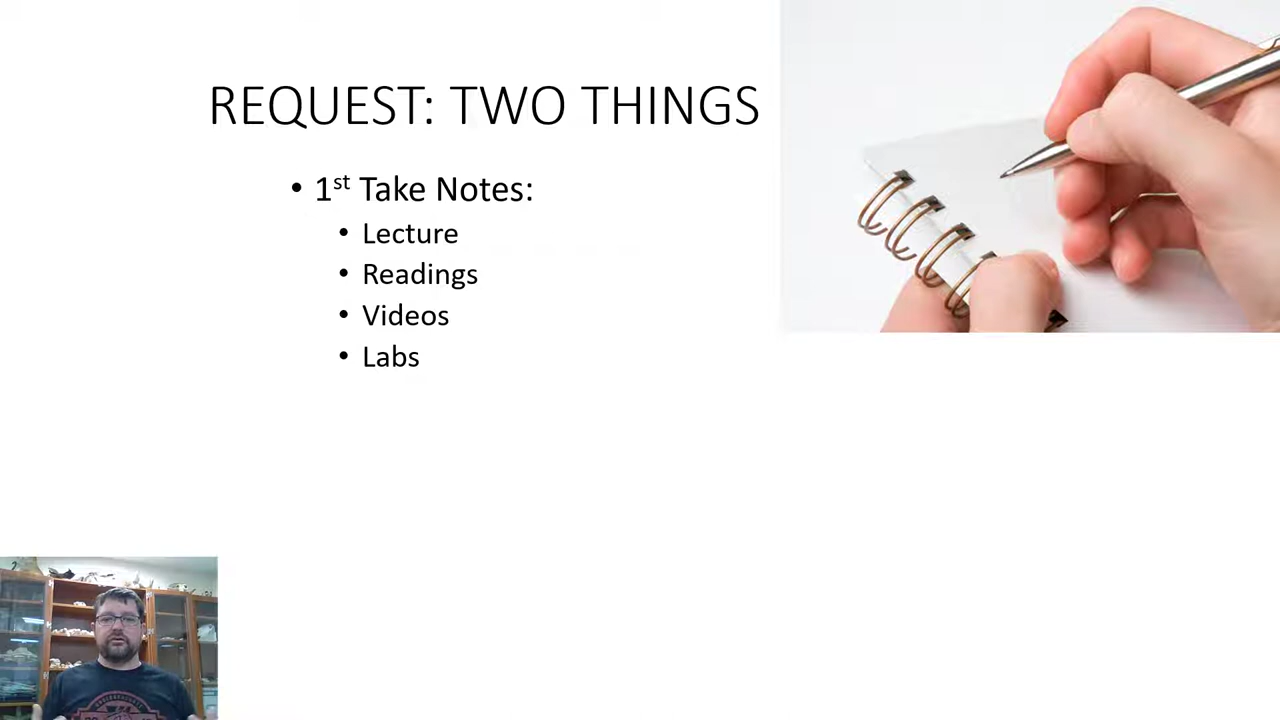 REQUEST: TWO THINGS
• 1st Take Notes:
• Lecture
• Readings
• Videos
• Labs